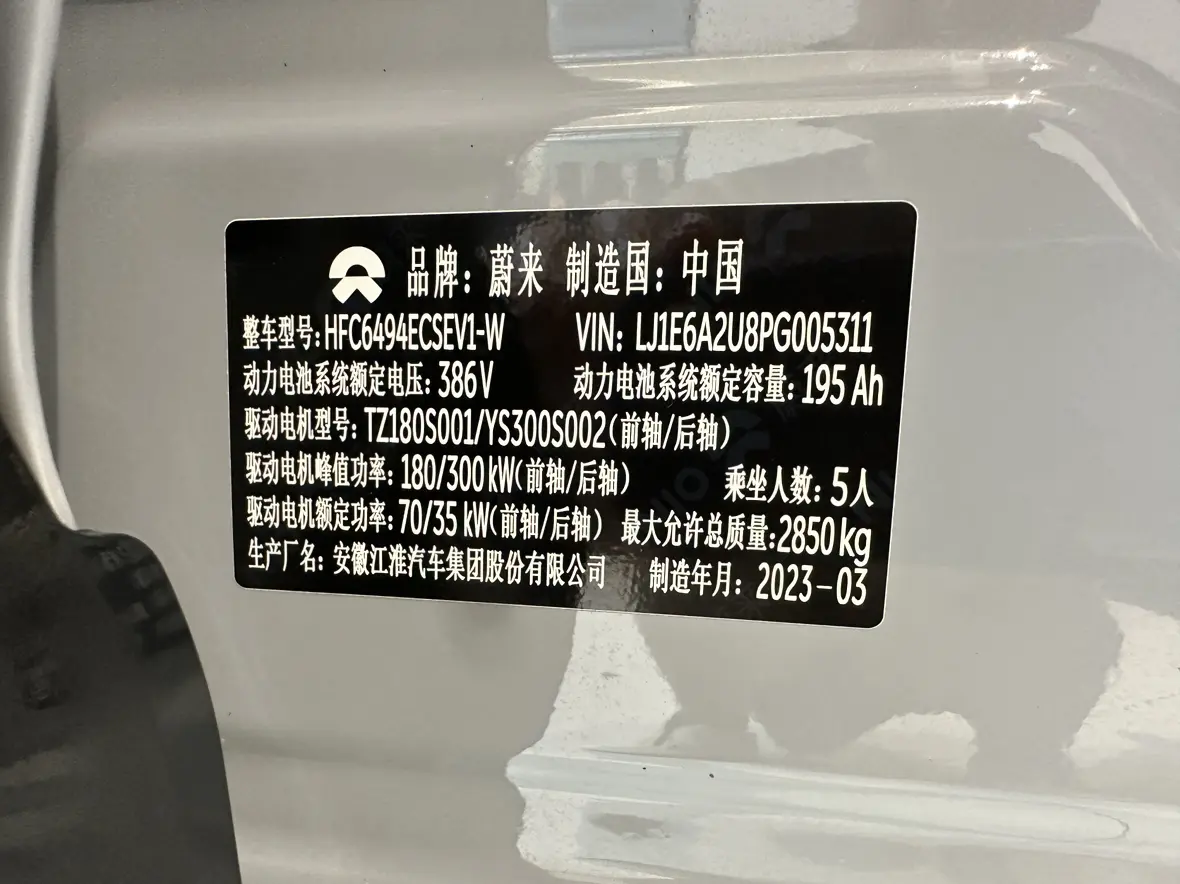 品牌：蔚来 制造国：中国
整车型号：HFC6494ECSEV1-W VIN：LJ1E6A2U8PG005311
动力电池系统额定电压：386V 动力电池系统额定容量：195 Ah
驱动电机型号：TZ180S001/YS300S002（前轴/后轴）
驱动电机峰值功率：180/300 kW（前轴/后轴） 乘坐人数：5人
驱动电机额定功率：70/35 kW（前轴/后轴） 最大允许总质量：2850 kg
生产厂名：安徽江淮汽车集团股份有限公司 制造年月：2023-03